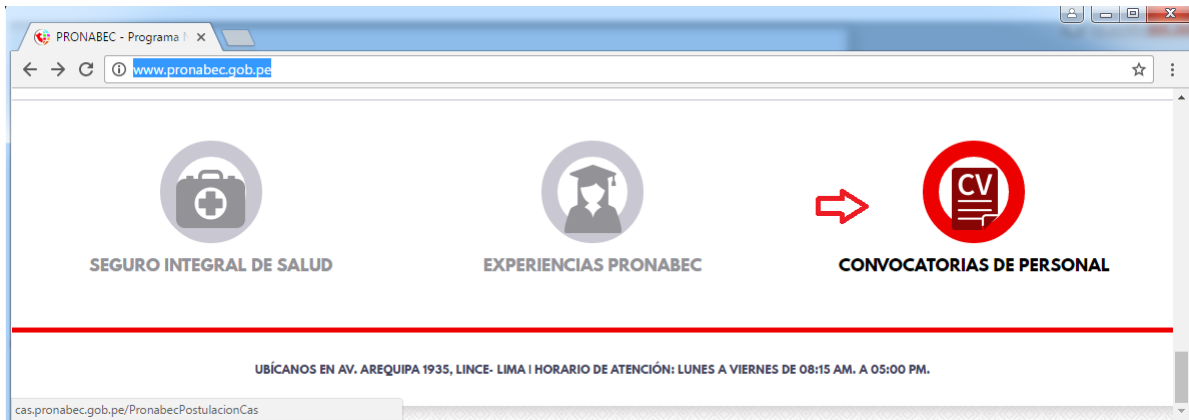 PRONABEC - Programa N
www.pronabec.gob.pe
CV
SEGURO INTEGRAL DE SALUD
EXPERIENCIAS PRONABEC
CONVOCATORIAS DE PERSONAL
UBÍCANOS EN AV. AREQUIPA 1935, LINCE- LIMA I HORARIO DE ATENCIÓN: LUNES A VIERNES DE 08:15 AM. A 05:00 PM.
cas.pronabec.gob.pe/PronabecPostulacionCas